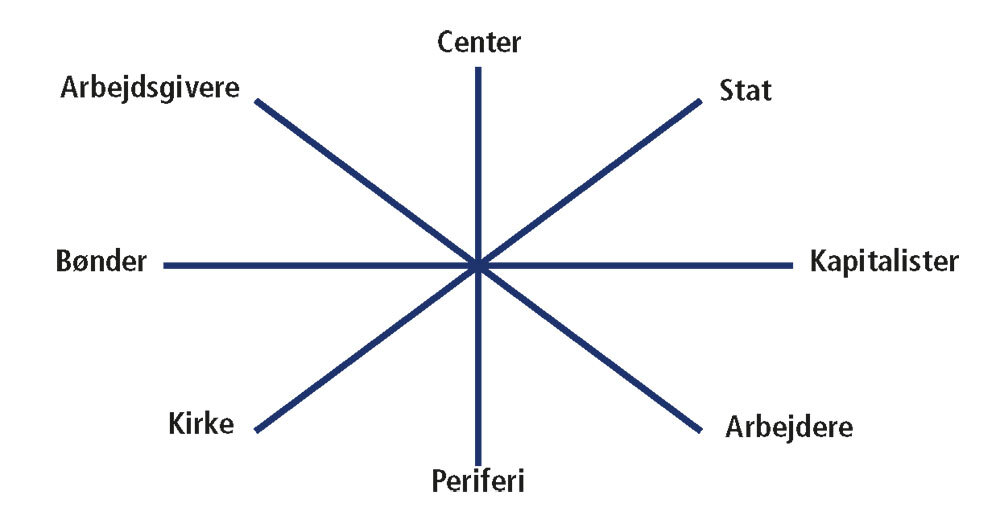 Center
Arbejdsgivere
Stat
Bønder
Kapitalister
Kirke
Arbejdere
Periferi